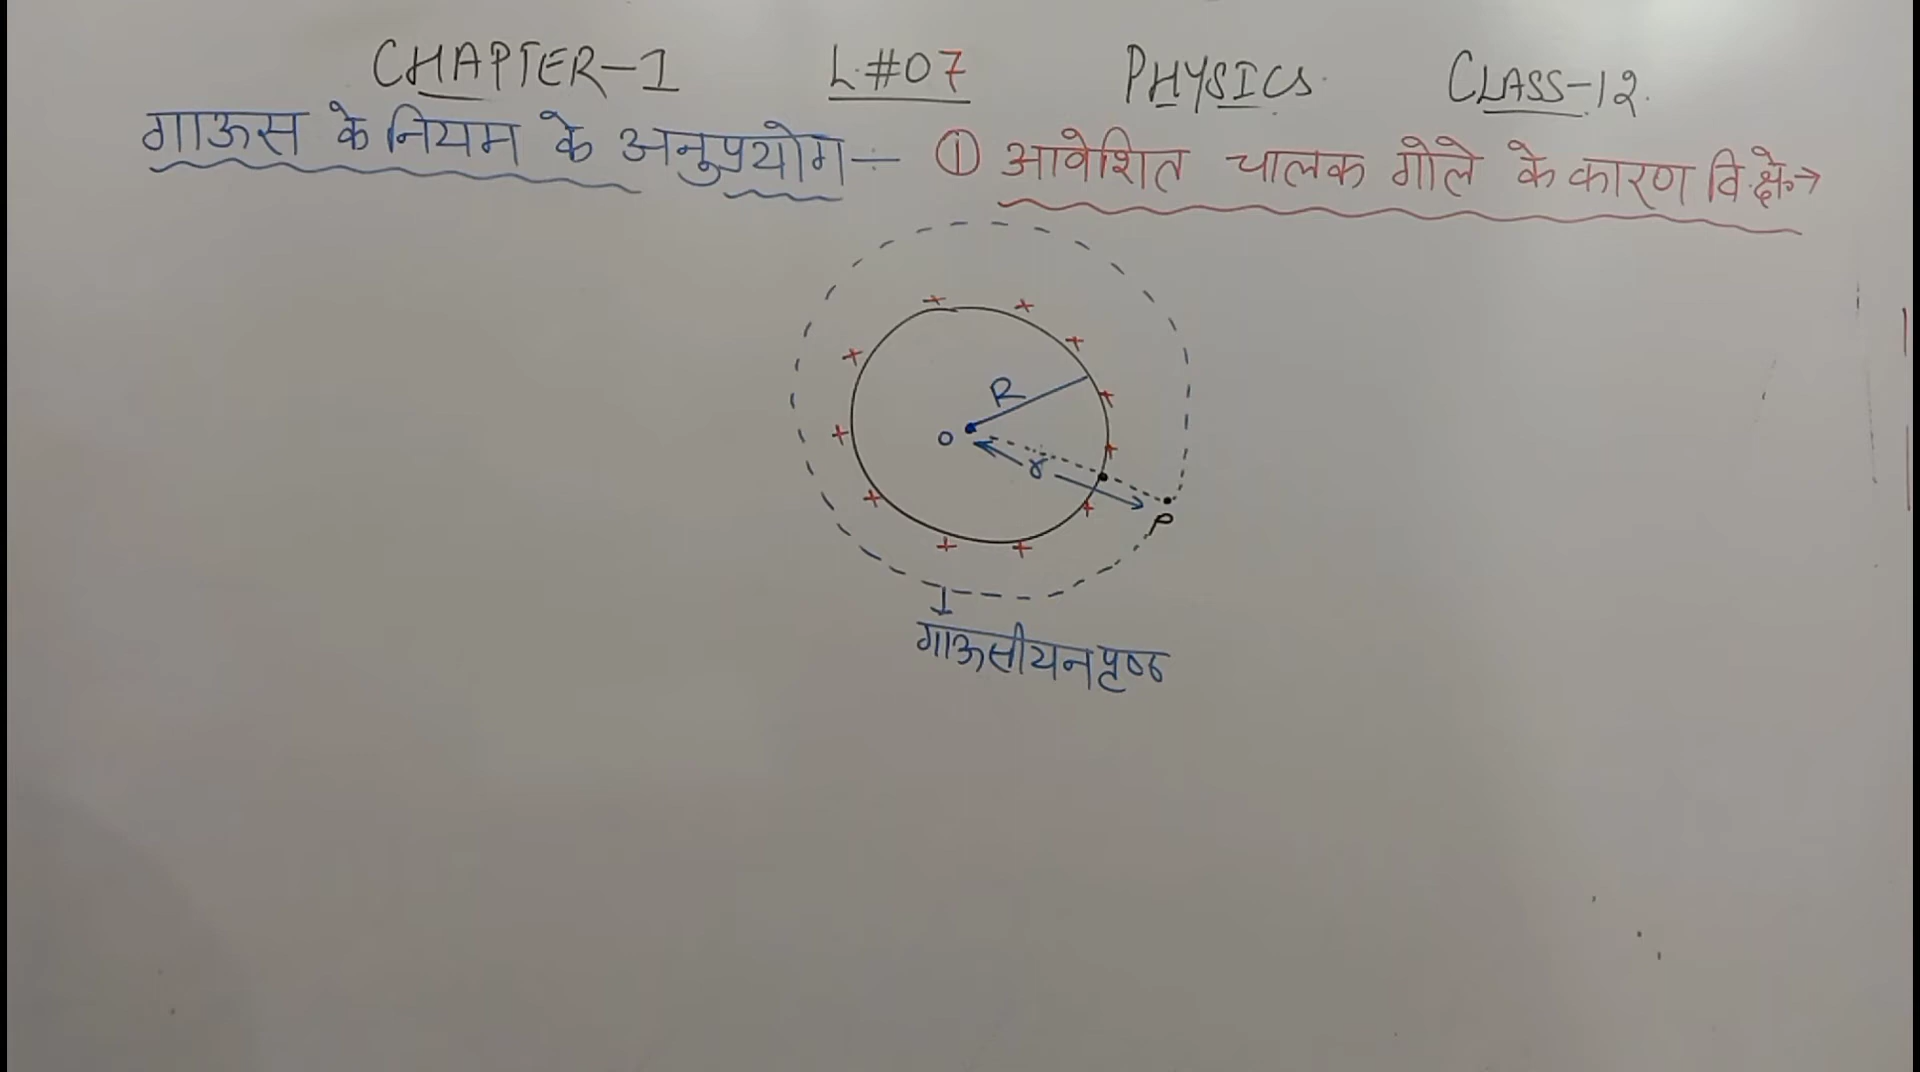 CHAPTER-1 L.#07 PHYSICS CLASS-12.
गाऊस के नियम के अनुप्रयोग ÷ ① आवेशित चालक गोले के कारण वि.क्षे.→
R
O
r
P
गाऊसीयन पृष्ठ